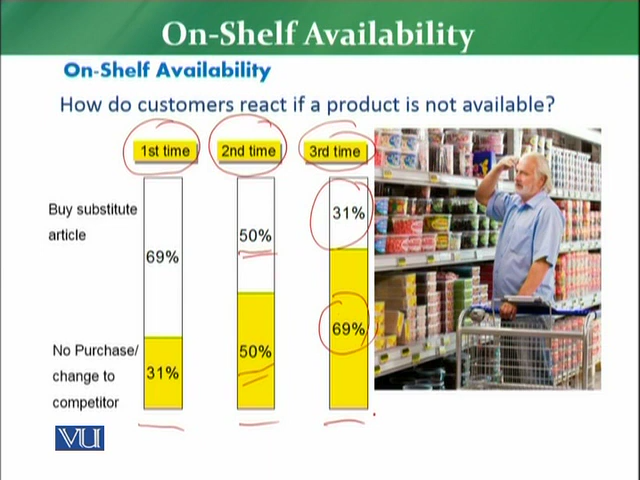 On-Shelf Availability
On-Shelf Availability
How do customers react if a product is not available?
1st time
2nd time
3rd time
Buy substitute
article
69%
50%
31%
No Purchase/
change to
competitor
31%
50%
69%
VU